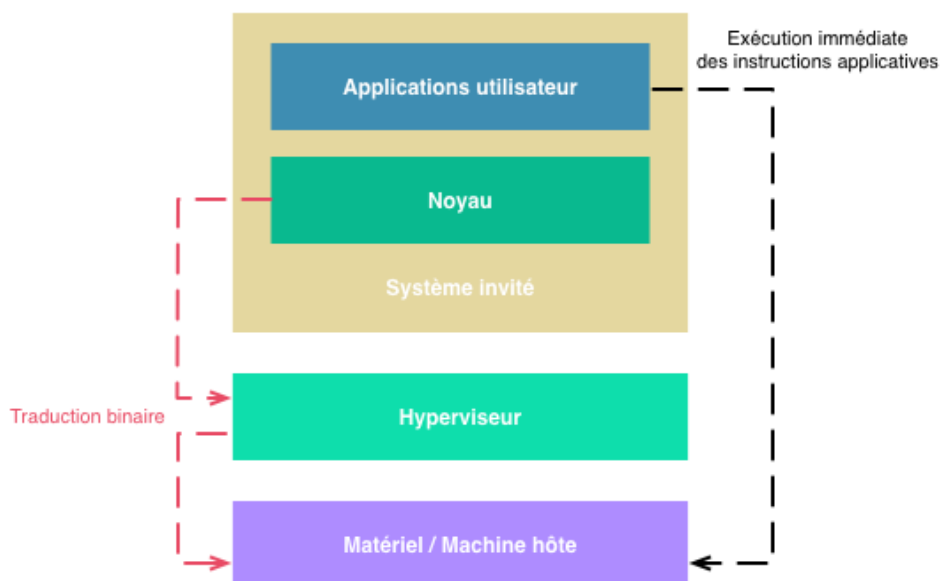 Exécution immédiate
des instructions applicatives
Applications utilisateur
Noyau
Système invité
Traduction binaire
Hyperviseur
Matériel / Machine hôte